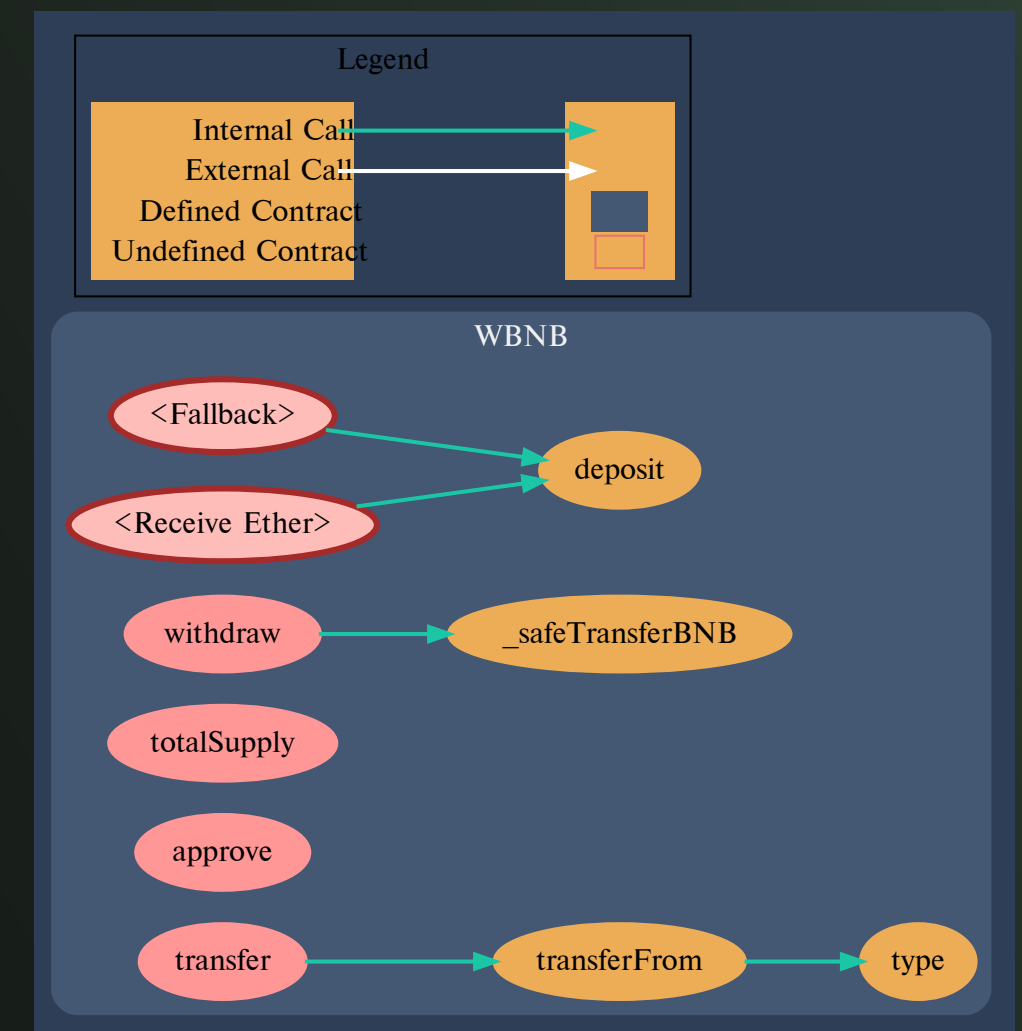 Legend
Internal Call
External Call
Defined Contract
Undefined Contract
WBNB
<Fallback>
deposit
<Receive Ether>
withdraw
_safeTransferBNB
totalSupply
approve
transfer
transferFrom
type